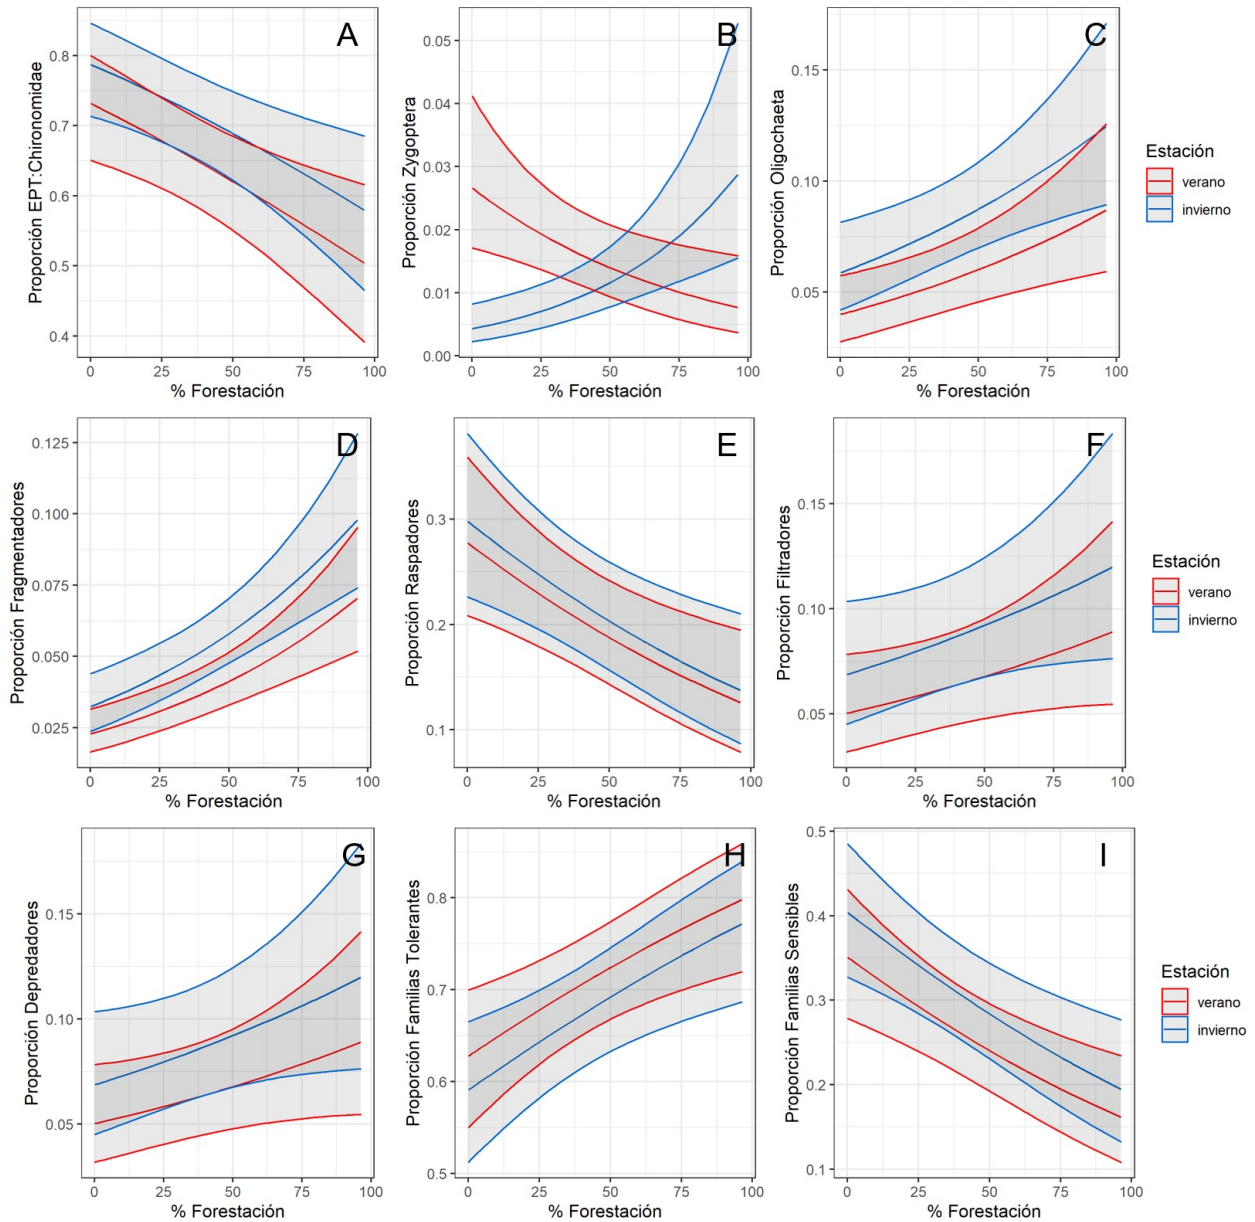 A
Proporción EPT:Chironomidae
0.8
0.7
0.6
0.5
0.4
0 25 50 75 100
% Forestación
B
Proporción Zygoptera
0.05
0.04
0.03
0.02
0.01
0.00
0 25 50 75 100
% Forestación
C
Proporción Oligochaeta
0.15
0.10
0.05
0 25 50 75 100
% Forestación
Estación
verano
invierno
D
Proporción Fragmentadores
0.125
0.100
0.075
0.050
0.025
0 25 50 75 100
% Forestación
E
Proporción Raspadores
0.3
0.2
0.1
0 25 50 75 100
% Forestación
F
Proporción Filtradores
0.15
0.10
0.05
0 25 50 75 100
% Forestación
Estación
verano
invierno
G
Proporción Depredadores
0.15
0.10
0.05
0 25 50 75 100
% Forestación
H
Proporción Familias Tolerantes
0.8
0.7
0.6
0.5
0 25 50 75 100
% Forestación
I
Proporción Familias Sensibles
0.5
0.4
0.3
0.2
0.1
0 25 50 75 100
% Forestación
Estación
verano
invierno